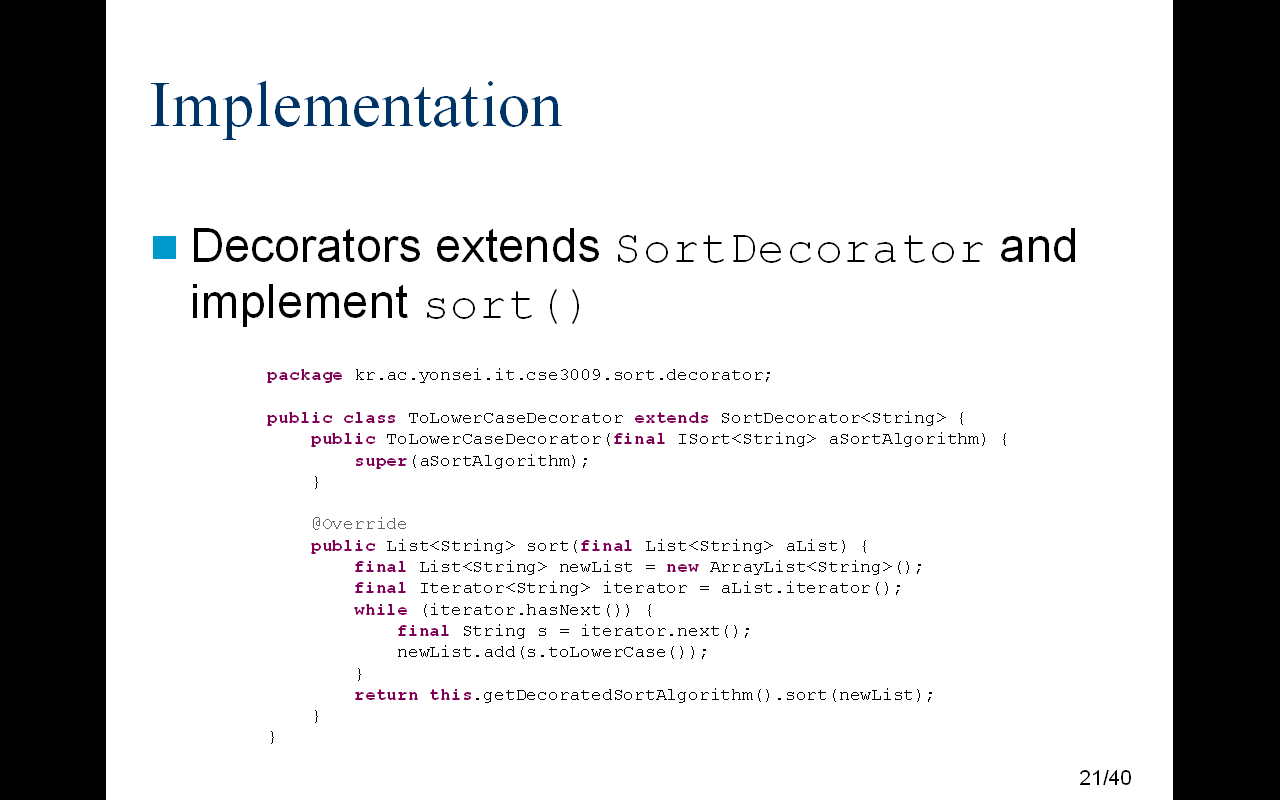 Implementation
Decorators extends SortDecorator and
implement sort()
package kr.ac.yonsei.it.cse3009.sort.decorator;
public class ToLowerCaseDecorator extends SortDecorator<String> {
    public ToLowerCaseDecorator(final ISort<String> aSortAlgorithm) {
        super(aSortAlgorithm);
    }
    @Override
    public List<String> sort(final List<String> aList) {
        final List<String> newList = new ArrayList<String>();
        final Iterator<String> iterator = aList.iterator();
        while (iterator.hasNext()) {
            final String s = iterator.next();
            newList.add(s.toLowerCase());
        }
        return this.getDecoratedSortAlgorithm().sort(newList);
    }
}
21/40